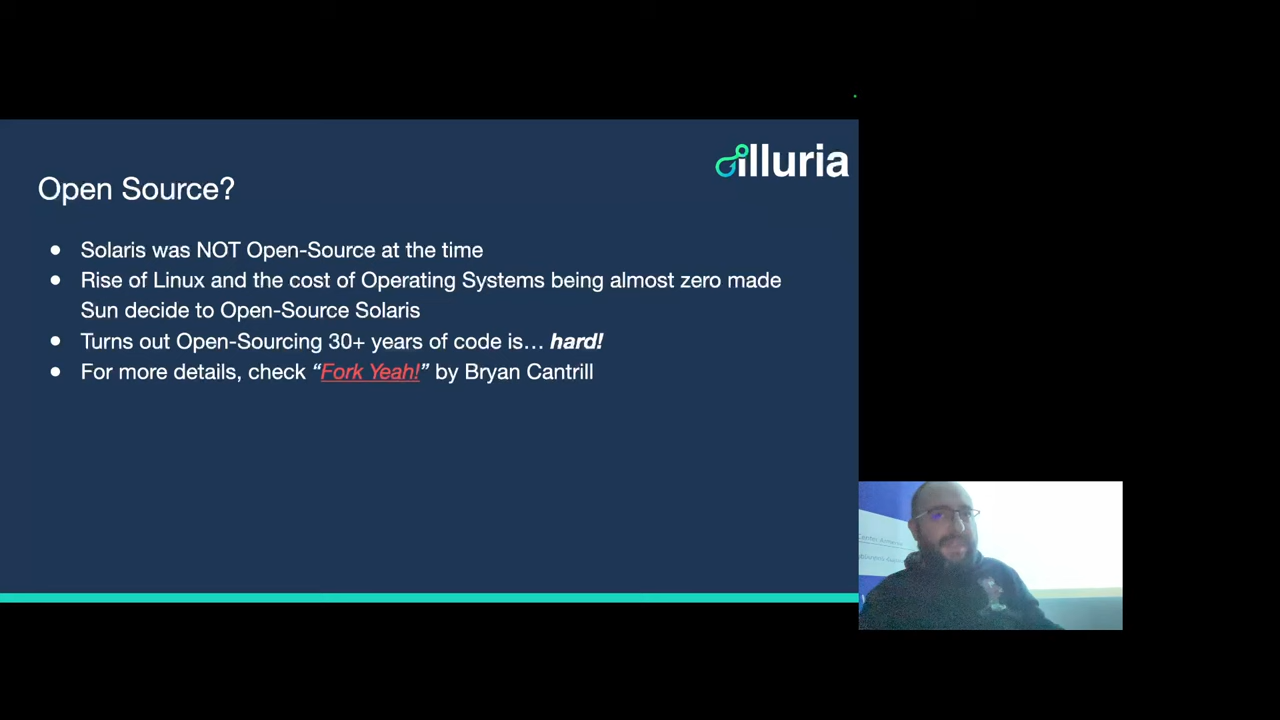 illuria
Open Source?
● Solaris was NOT Open-Source at the time
● Rise of Linux and the cost of Operating Systems being almost zero made
Sun decide to Open-Source Solaris
● Turns out Open-Sourcing 30+ years of code is… hard!
● For more details, check “Fork Yeah!” by Bryan Cantrill